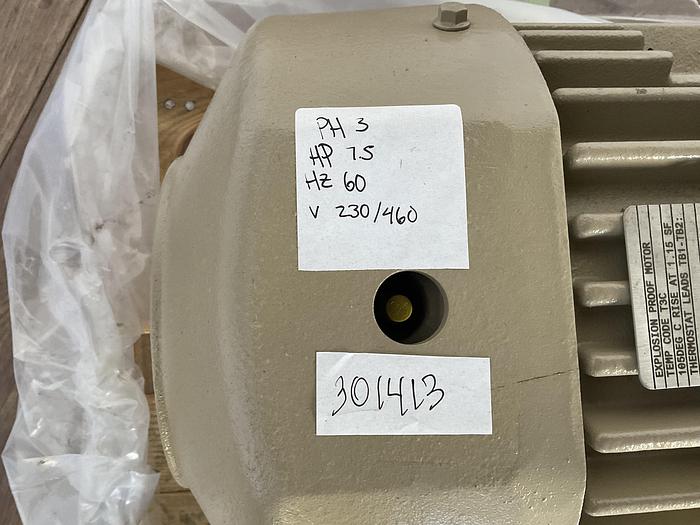 PH 3
HP 7.5
HZ 60
V 230/460
301413
EXPLOSION PROOF MOTOR
TEMP CODE T3C
105DEG C RISE AT 1.15 SF
THERMOSTAT LEADS TB1-TB2: